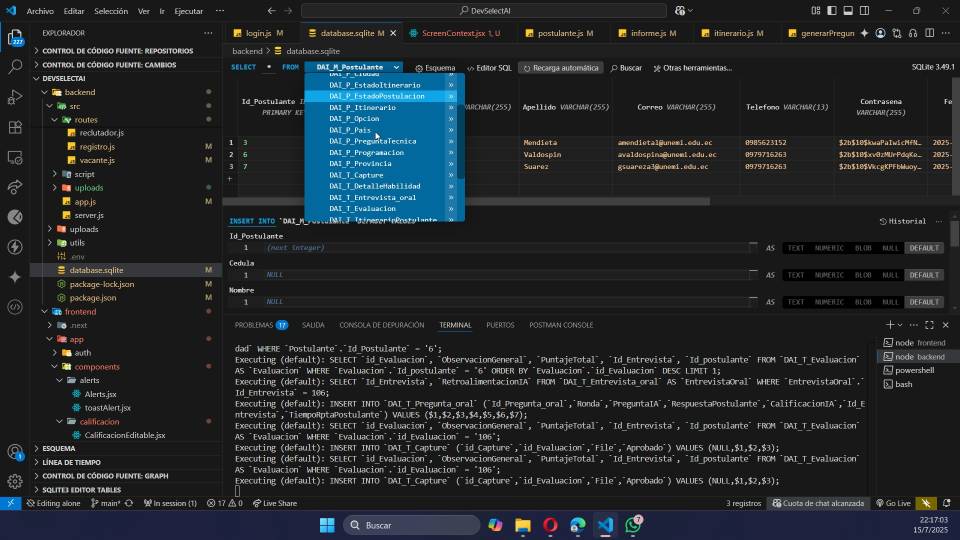 Archivo Editar Selección Ver Ir Ejecutar ··· DevSelectAI
EXPLORADOR ···
login.js M database.sqlite M ScreenContext.jsx 1, U postulante.js M informe.js M itinerario.js M generarPregun
CONTROL DE CÓDIGO FUENTE: REPOSITORIOS
CONTROL DE CÓDIGO FUENTE: CAMBIOS
DEVSELECTAI
backend
src
routes
reclutador.js
registro.js M
vacante.js M
script
uploads
app.js M
server.js
uploads
utils
.env
database.sqlite M
package-lock.json M
package.json M
frontend
.next
app
auth
components
alerts
Alerts.jsx
toastAlert.jsx
calificacion
CalificacionEditable.jsx
ESQUEMA
LÍNEA DE TIEMPO
CONTROL DE CÓDIGO FUENTE: GRAPH
SQLITE3 EDITOR TABLES
227
1
backend > database.sqlite
SELECT • FROM DAI_M_Postulante Esquema Editor SQL Recarga automática Buscar Otras herramientas... SQLite 3.49.1
DAI_P_Ciudad »
DAI_P_EstadoItinerario »
DAI_P_EstadoPostulacion »
DAI_P_Itinerario »
DAI_P_Opcion »
DAI_P_Pais »
DAI_P_PreguntaTecnica »
DAI_P_Programacion »
DAI_P_Provincia »
DAI_T_Capture »
DAI_T_DetalleHabilidad »
DAI_T_Entrevista_oral »
DAI_T_Evaluacion »
DAI_T_ItinerarioPostulante »
Id_Postulante I
PRIMARY KE
RCHAR(255) Apellido VARCHAR(255) Correo VARCHAR(255) Telefono VARCHAR(13) Contrasena VARCHAR(255) Fe
1 3 Mendieta amendieta1@unemi.edu.ec 0985623152 2025-
2 6 Valdospin avaldospina@unemi.edu.ec 0979716263 2025-
3 7 Suarez gsuareza3@unemi.edu.ec 0979716263 2025-
+
INSERT INTO `DAI_M_Postulante` Historial ···
Id_Postulante
1 (next integer) AS TEXT NUMERIC BLOB NULL DEFAULT
Cedula
1 NULL AS TEXT NUMERIC BLOB NULL DEFAULT
Nombre
1 NULL AS TEXT NUMERIC BLOB NULL DEFAULT
PROBLEMAS 17 SALIDA CONSOLA DE DEPURACIÓN TERMINAL PUERTOS POSTMAN CONSOLE
dad` WHERE `Postulante`.`Id_Postulante` = '6';
Executing (default): SELECT `id_Evaluacion`, `ObservacionGeneral`, `PuntajeTotal`, `Id_Entrevista`, `Id_postulante` FROM `DAI_T_Evaluacion`
AS `Evaluacion` WHERE `Evaluacion`.`Id_postulante` = '6' ORDER BY `Evaluacion`.`id_Evaluacion` DESC LIMIT 1;
Executing (default): SELECT `Id_Entrevista`, `RetroalimentacionIA` FROM `DAI_T_Entrevista_oral` AS `EntrevistaOral` WHERE `EntrevistaOral`.`
Id_Entrevista` = 106;
Executing (default): INSERT INTO `DAI_T_Pregunta_oral` (`Id_Pregunta_oral`,`Ronda`,`PreguntaIA`,`RespuestaPostulante`,`CalificacionIA`,`Id_E
ntrevista`,`TiempoRptaPostulante`) VALUES ($1,$2,$3,$4,$5,$6,$7);
Executing (default): SELECT `id_Evaluacion`, `ObservacionGeneral`, `PuntajeTotal`, `Id_Entrevista`, `Id_postulante` FROM `DAI_T_Evaluacion`
AS `Evaluacion` WHERE `Evaluacion`.`id_Evaluacion` = '106';
Executing (default): INSERT INTO `DAI_T_Capture` (`id_Capture`,`id_Evaluacion`,`File`,`Aprobado`) VALUES (NULL,$1,$2,$3);
Executing (default): SELECT `id_Evaluacion`, `ObservacionGeneral`, `PuntajeTotal`, `Id_Entrevista`, `Id_postulante` FROM `DAI_T_Evaluacion`
AS `Evaluacion` WHERE `Evaluacion`.`id_Evaluacion` = '106';
Executing (default): INSERT INTO `DAI_T_Capture` (`id_Capture`,`id_Evaluacion`,`File`,`Aprobado`) VALUES (NULL,$1,$2,$3);
node frontend
node backend
powershell
bash
Editing alone main* In session (1) 17 0 Live Share 3 registros Cuota de chat alcanzada Go Live
Buscar
7
22:17:03
15/7/2025